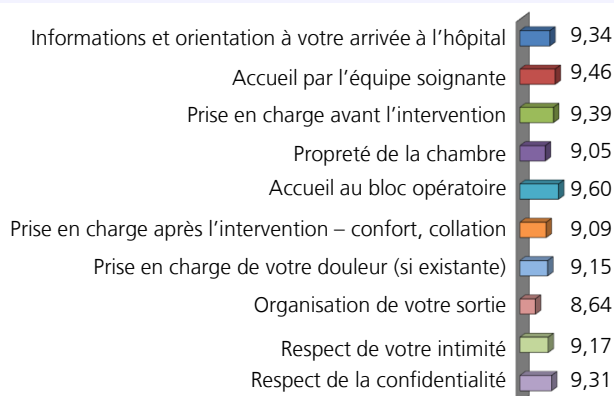 Informations et orientation à votre arrivée à l’hôpital 9,34
Accueil par l’équipe soignante 9,46
Prise en charge avant l’intervention 9,39
Propreté de la chambre 9,05
Accueil au bloc opératoire 9,60
Prise en charge après l’intervention – confort, collation 9,09
Prise en charge de votre douleur (si existante) 9,15
Organisation de votre sortie 8,64
Respect de votre intimité 9,17
Respect de la confidentialité 9,31